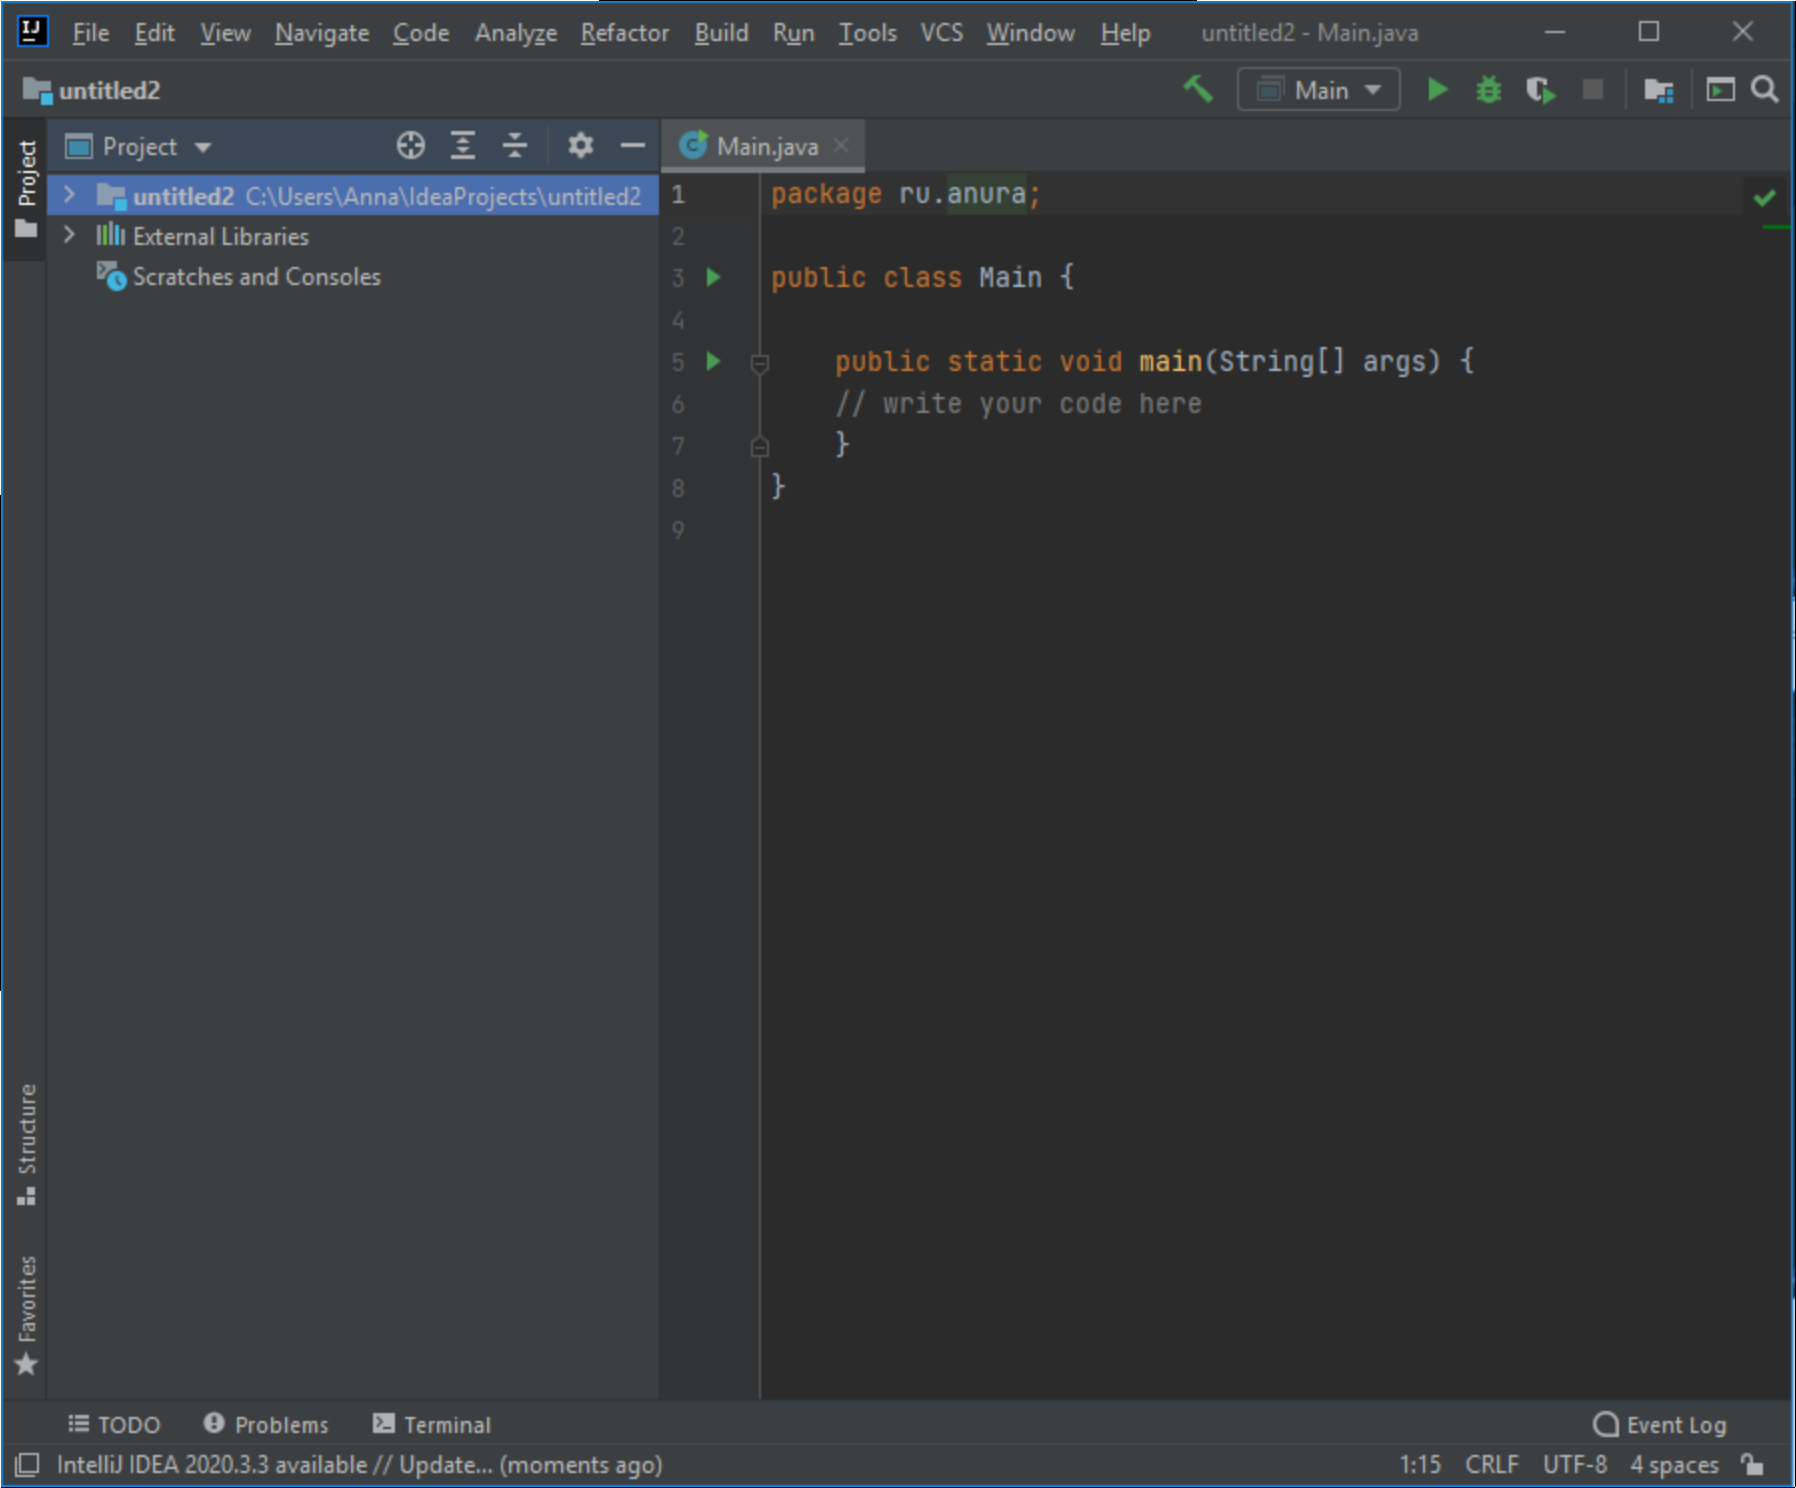 IJ File Edit View Navigate Code Analyze Refactor Build Run Tools VCS Window Help untitled2 - Main.java
untitled2 Main
Project
Project
Main.java
untitled2 C:\Users\Anna\IdeaProjects\untitled2
External Libraries
Scratches and Consoles
1 package ru.anura;
2
3 public class Main {
4
5 public static void main(String[] args) {
6 // write your code here
7 }
8 }
9
Structure
Favorites
TODO Problems Terminal Event Log
IntelliJ IDEA 2020.3.3 available // Update... (moments ago) 1:15 CRLF UTF-8 4 spaces